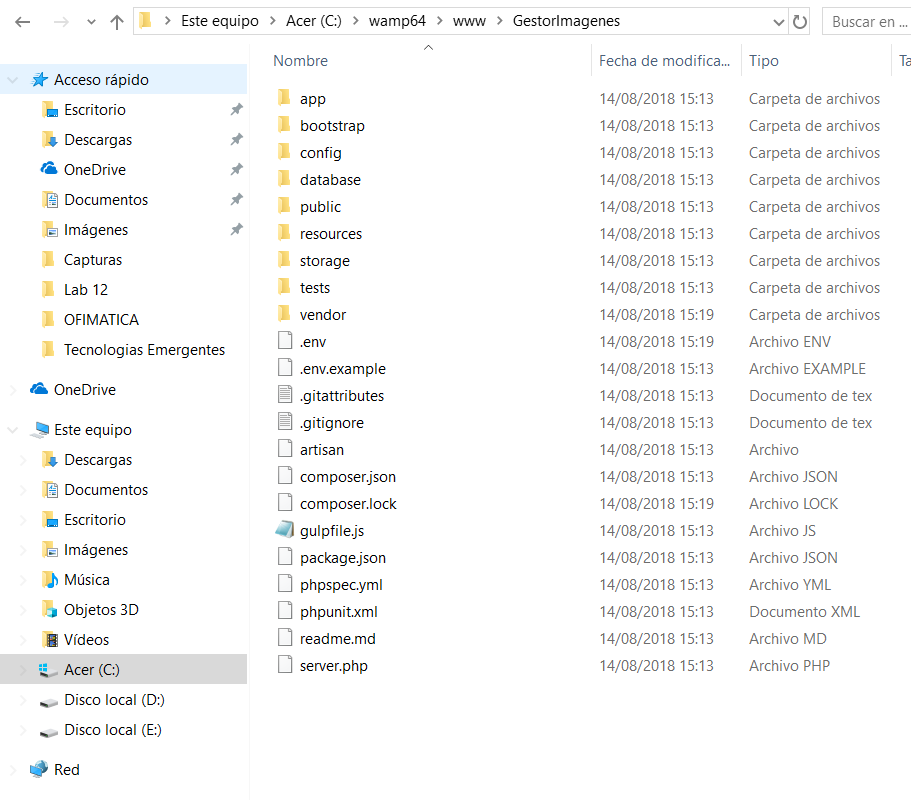 Este equipo > Acer (C:) > wamp64 > www > GestorImagenes
Buscar en ...
Nombre Fecha de modifica... Tipo Ta
Acceso rápido
Escritorio
Descargas
OneDrive
Documentos
Imágenes
Capturas
Lab 12
OFIMATICA
Tecnologias Emergentes
OneDrive
Este equipo
Descargas
Documentos
Escritorio
Imágenes
Música
Objetos 3D
Vídeos
Acer (C:)
Disco local (D:)
Disco local (E:)
Red
app 14/08/2018 15:13 Carpeta de archivos
bootstrap 14/08/2018 15:13 Carpeta de archivos
config 14/08/2018 15:13 Carpeta de archivos
database 14/08/2018 15:13 Carpeta de archivos
public 14/08/2018 15:13 Carpeta de archivos
resources 14/08/2018 15:13 Carpeta de archivos
storage 14/08/2018 15:13 Carpeta de archivos
tests 14/08/2018 15:13 Carpeta de archivos
vendor 14/08/2018 15:19 Carpeta de archivos
.env 14/08/2018 15:19 Archivo ENV
.env.example 14/08/2018 15:13 Archivo EXAMPLE
.gitattributes 14/08/2018 15:13 Documento de tex
.gitignore 14/08/2018 15:13 Documento de tex
artisan 14/08/2018 15:13 Archivo
composer.json 14/08/2018 15:13 Archivo JSON
composer.lock 14/08/2018 15:19 Archivo LOCK
gulpfile.js 14/08/2018 15:13 Archivo JS
package.json 14/08/2018 15:13 Archivo JSON
phpspec.yml 14/08/2018 15:13 Archivo YML
phpunit.xml 14/08/2018 15:13 Documento XML
readme.md 14/08/2018 15:13 Archivo MD
server.php 14/08/2018 15:13 Archivo PHP